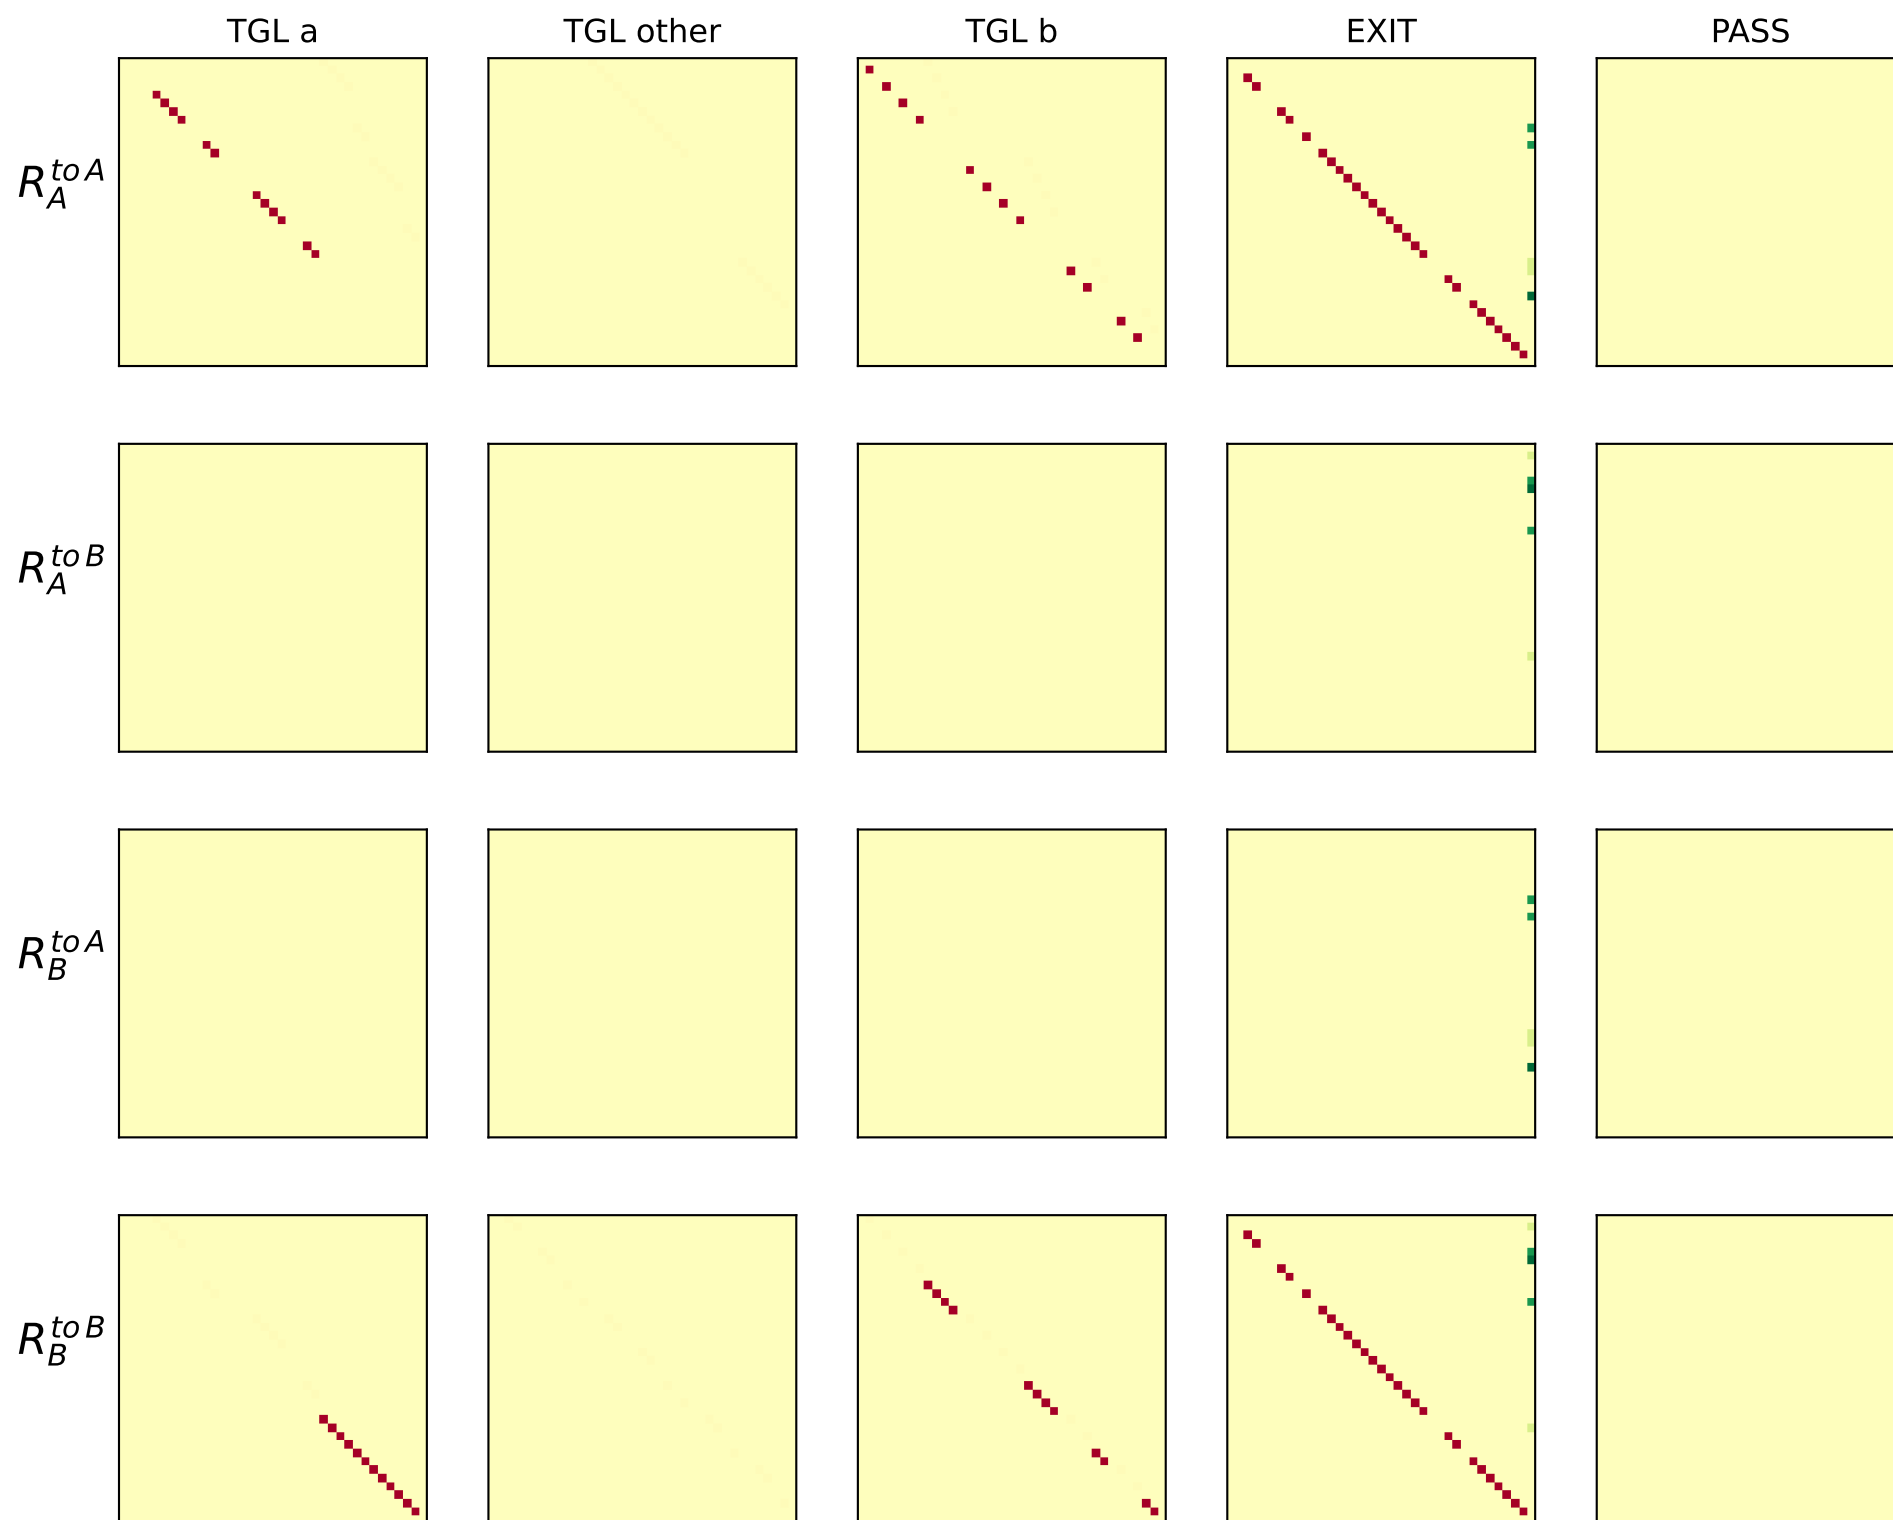 TGL a TGL other TGL b EXIT PASS
R_A^{to A}
R_A^{to B}
R_B^{to A}
R_B^{to B}